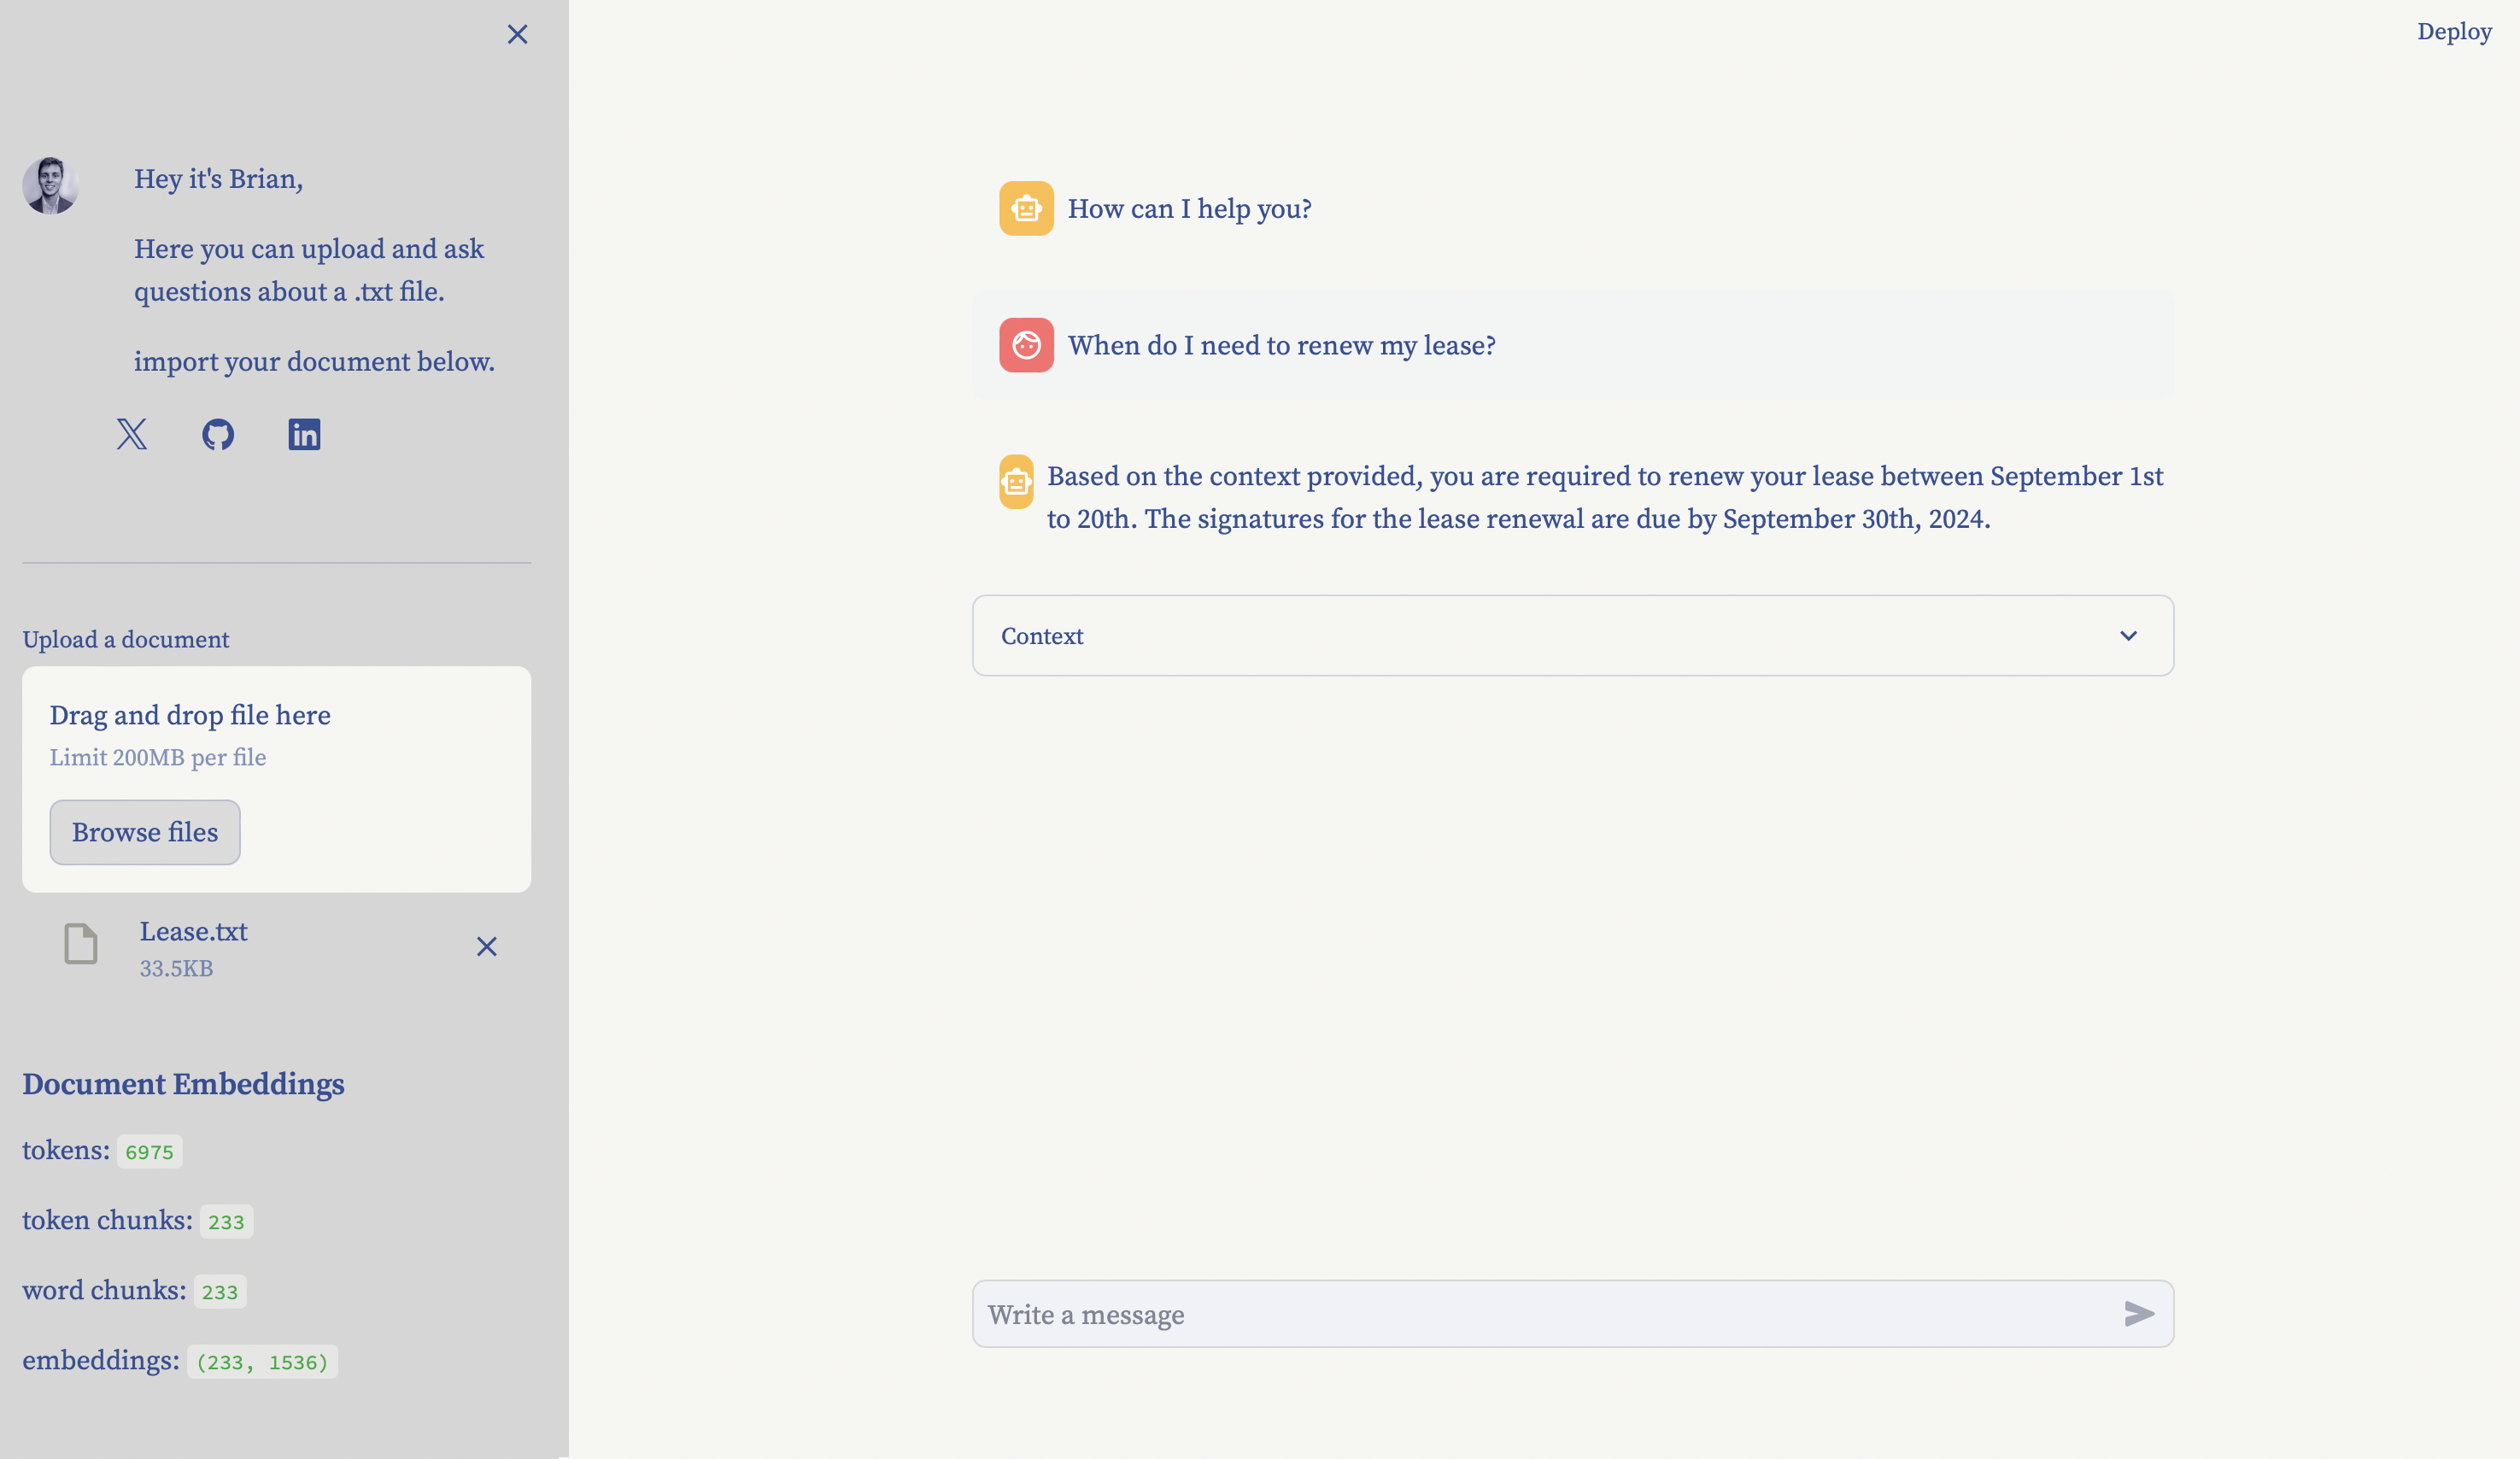 Deploy
Hey it's Brian,
Here you can upload and ask
questions about a .txt file.
import your document below.
Upload a document
Drag and drop file here
Limit 200MB per file
Browse files
Lease.txt
33.5KB
Document Embeddings
tokens: 6975
token chunks: 233
word chunks: 233
embeddings: (233, 1536)
How can I help you?
When do I need to renew my lease?
Based on the context provided, you are required to renew your lease between September 1st
to 20th. The signatures for the lease renewal are due by September 30th, 2024.
Context
Write a message